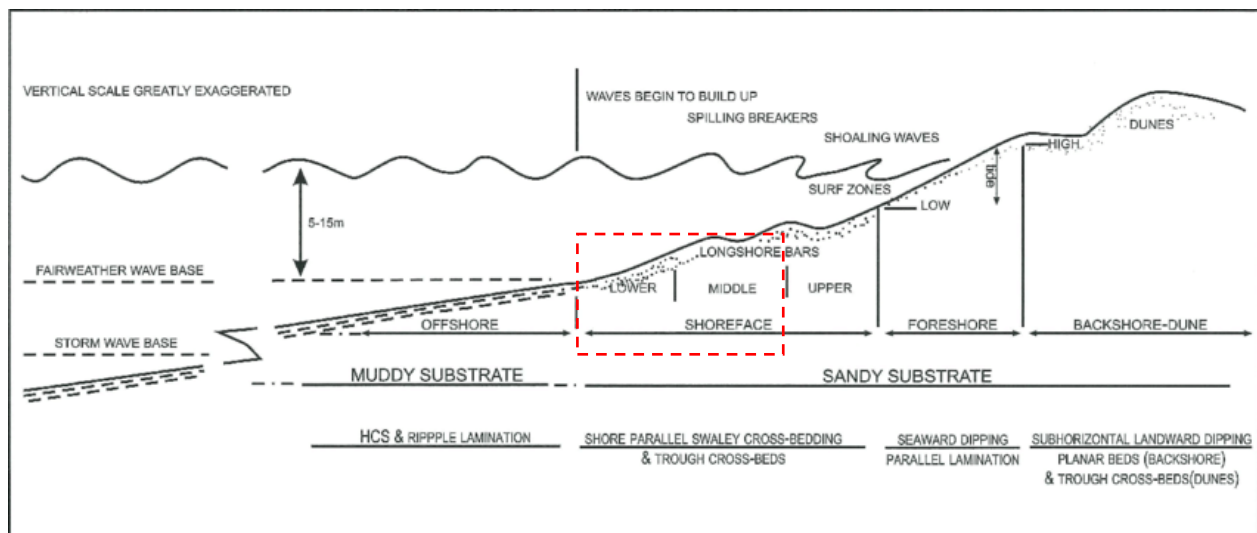 VERTICAL SCALE GREATLY EXAGGERATED
WAVES BEGIN TO BUILD UP
SPILLING BREAKERS
SHOALING WAVES
DUNES
HIGH
tide
SURF ZONES
LOW
5-15m
LONGSHORE BARS
FAIRWEATHER WAVE BASE
LOWER
MIDDLE
UPPER
OFFSHORE
SHOREFACE
FORESHORE
BACKSHORE-DUNE
STORM WAVE BASE
MUDDY SUBSTRATE
SANDY SUBSTRATE
HCS & RIPPPLE LAMINATION
SHORE PARALLEL SWALEY CROSS-BEDDING
& TROUGH CROSS-BEDS
SEAWARD DIPPING
PARALLEL LAMINATION
SUBHORIZONTAL LANDWARD DIPPING
PLANAR BEDS (BACKSHORE)
& TROUGH CROSS-BEDS(DUNES)